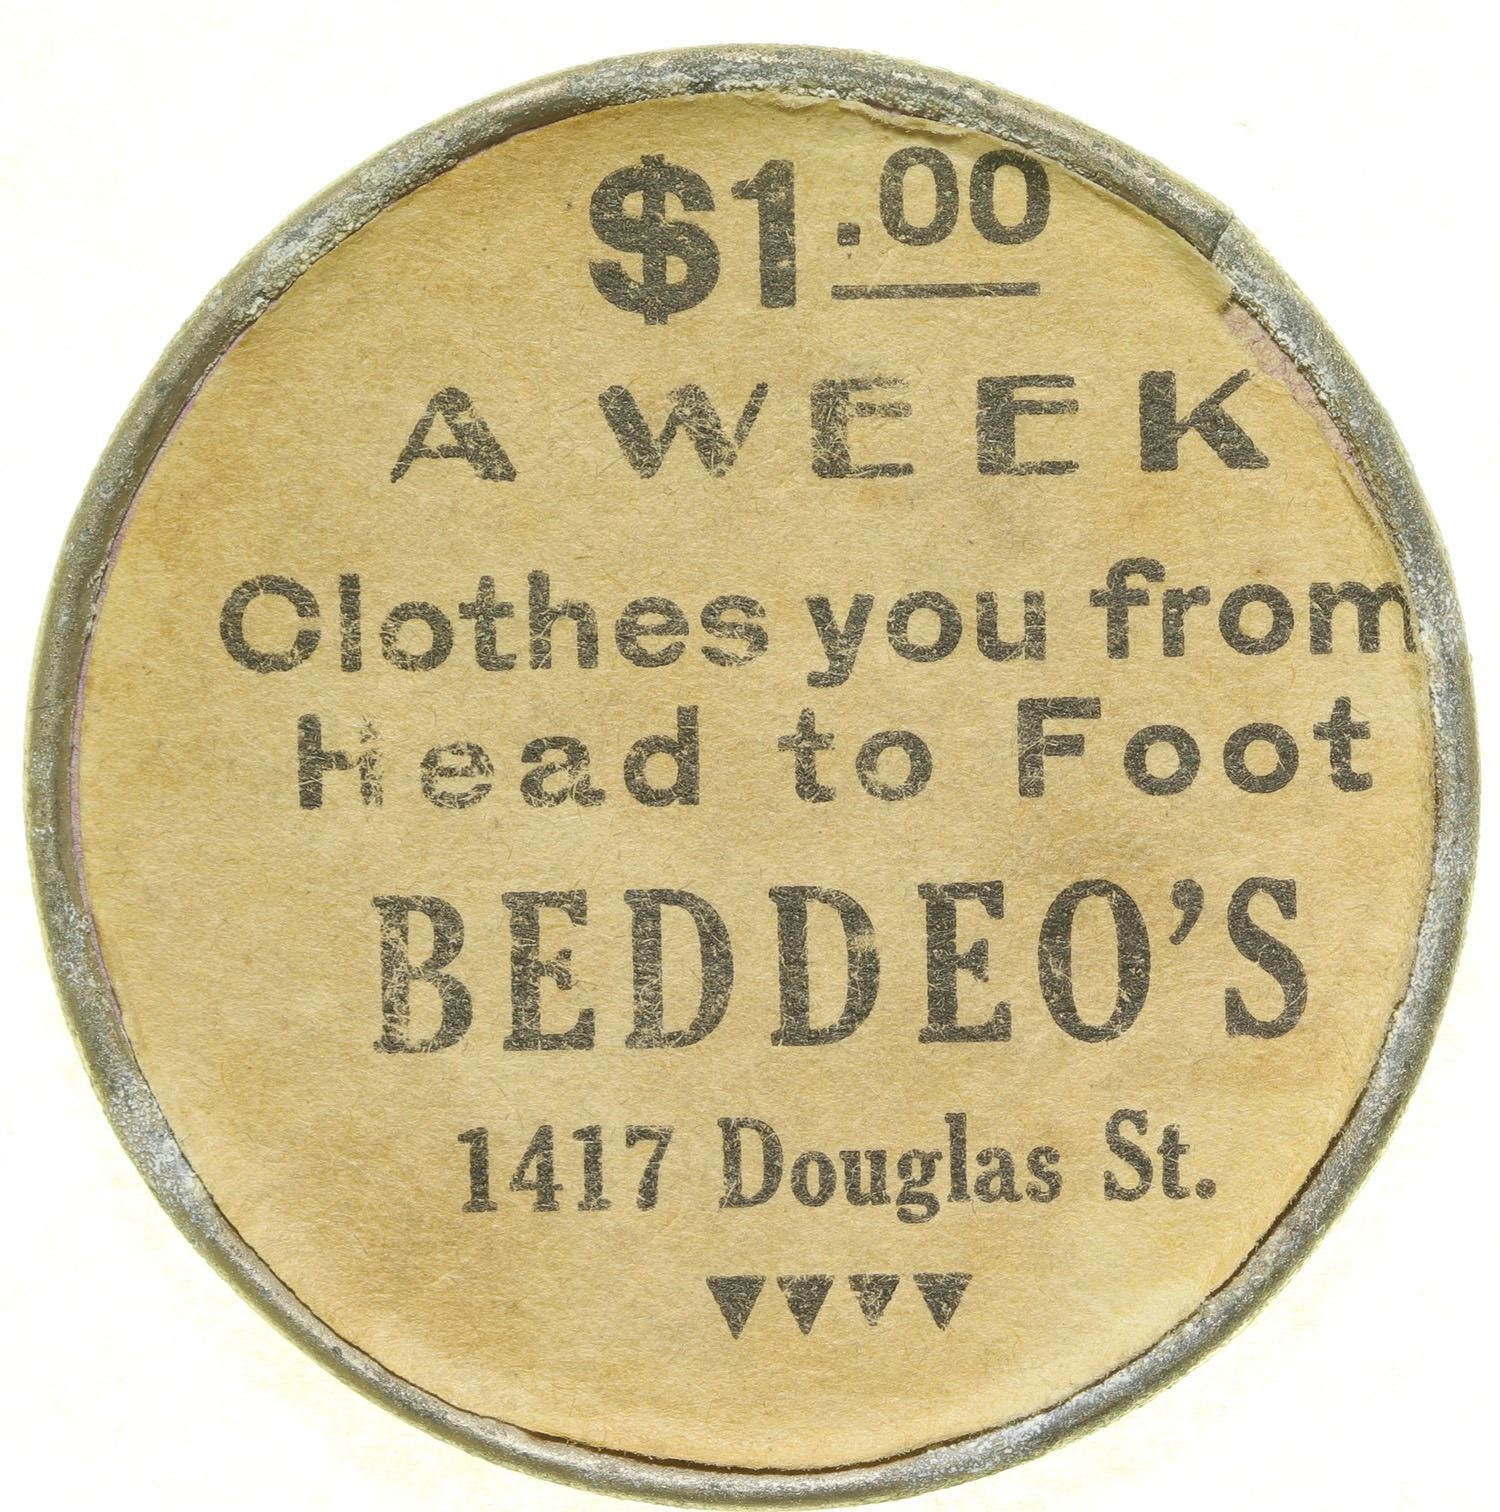 $1.00
A WEEK
Clothes you from
Head to Foot
BEDDEO'S
1417 Douglas St.